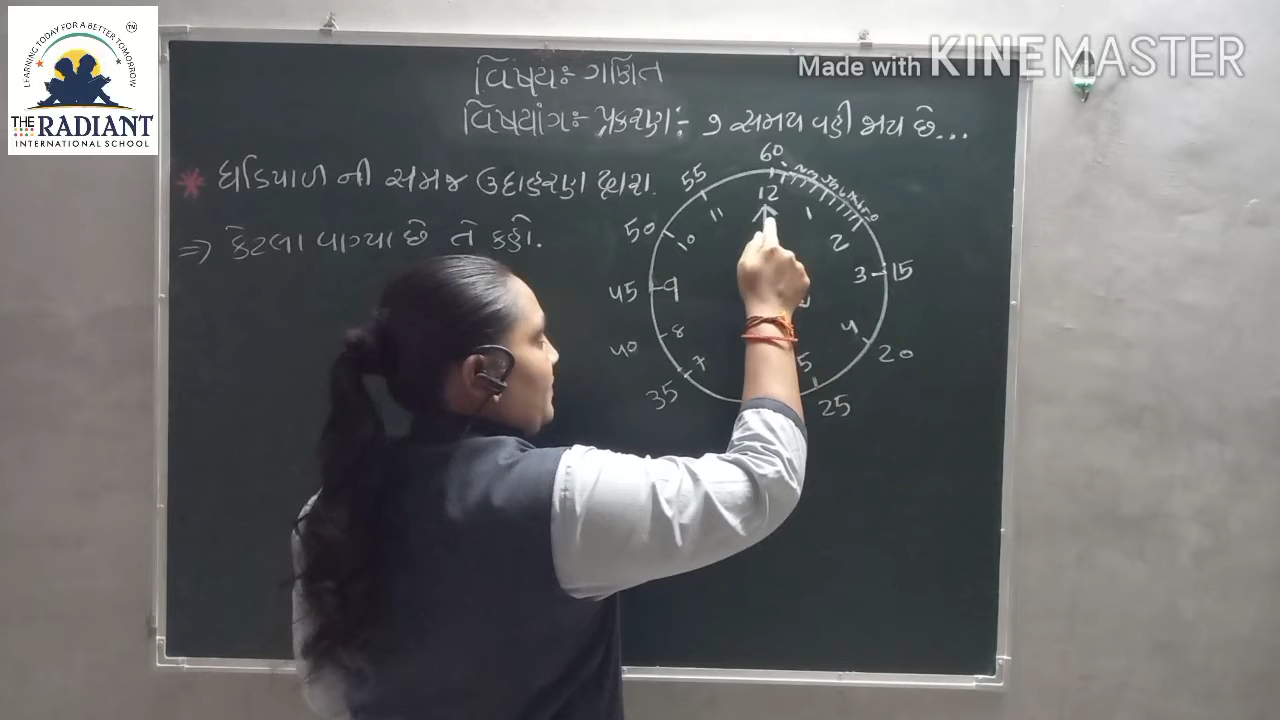 LEARNING TODAY FOR A BETTER TOMORROW
TM
THE RADIANT
INTERNATIONAL SCHOOL
Made with KINEMASTER
વિષય:- ગણિત
વિષયાંગ:- પ્રકરણ:- ૭ સમય વહી જાય છે...
* ઘડિયાળ ની સમજ ઉદાહરણ દ્વારા.
⇒ કેટલા વાગ્યા છે તે કહો.
60
55
50
45
40
35
25
20
15
12
11
10
9
8
7
5
4
3
2
1